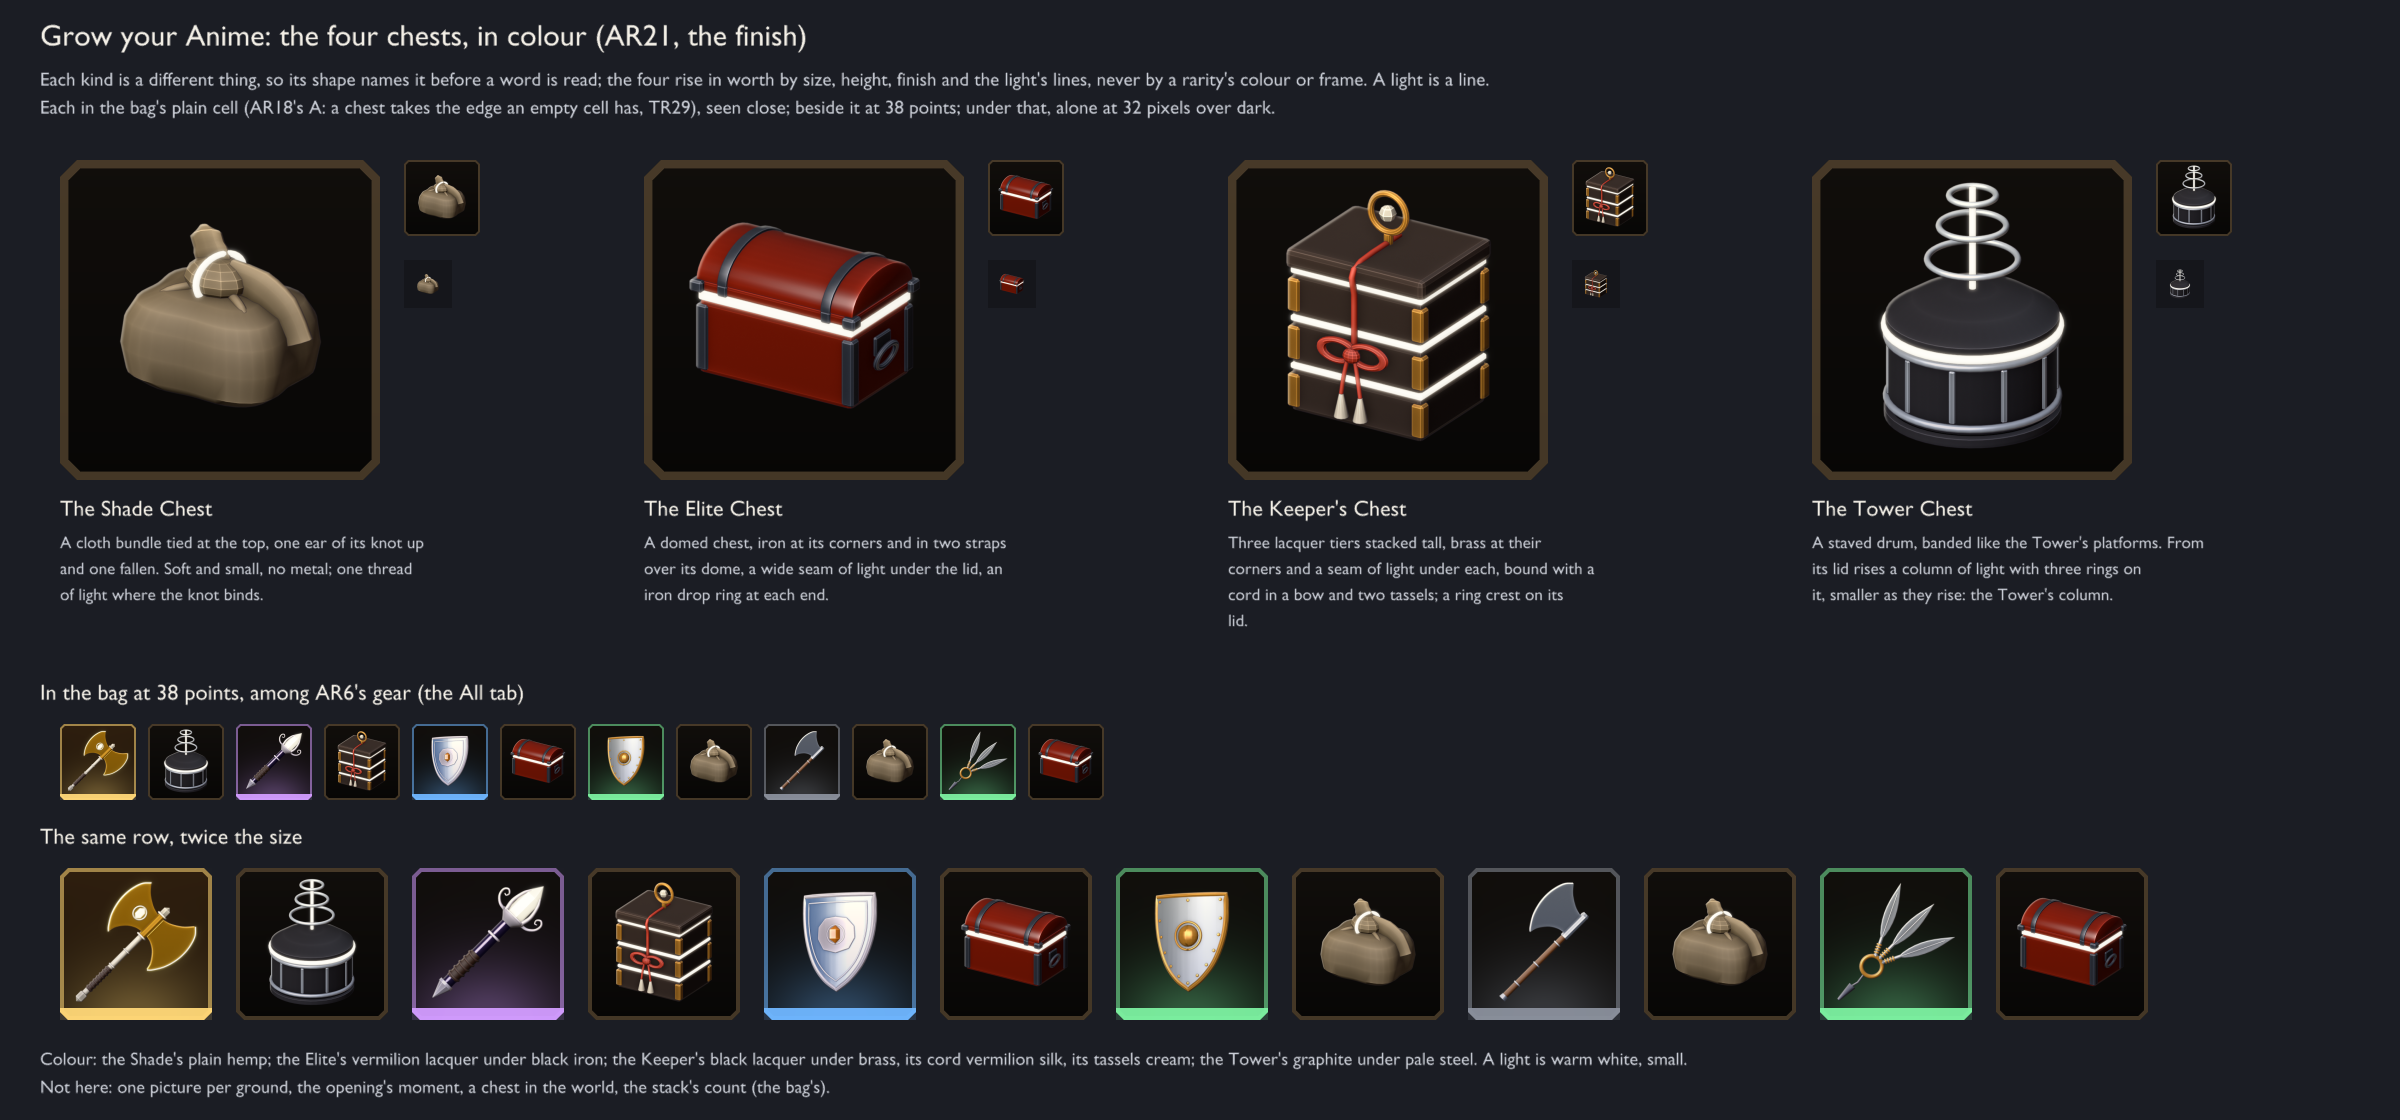 Grow your Anime: the four chests, in colour (AR21, the finish)
Each kind is a different thing, so its shape names it before a word is read; the four rise in worth by size, height, finish and the light's lines, never by a rarity's colour or frame. A light is a line.
Each in the bag's plain cell (AR18's A: a chest takes the edge an empty cell has, TR29), seen close; beside it at 38 points; under that, alone at 32 pixels over dark.
The Shade Chest
A cloth bundle tied at the top, one ear of its knot up
and one fallen. Soft and small, no metal; one thread
of light where the knot binds.
The Elite Chest
A domed chest, iron at its corners and in two straps
over its dome, a wide seam of light under the lid, an
iron drop ring at each end.
The Keeper's Chest
Three lacquer tiers stacked tall, brass at their
corners and a seam of light under each, bound with a
cord in a bow and two tassels; a ring crest on its
lid.
The Tower Chest
A staved drum, banded like the Tower's platforms. From
its lid rises a column of light with three rings on
it, smaller as they rise: the Tower's column.
In the bag at 38 points, among AR6's gear (the All tab)
The same row, twice the size
Colour: the Shade's plain hemp; the Elite's vermilion lacquer under black iron; the Keeper's black lacquer under brass, its cord vermilion silk, its tassels cream; the Tower's graphite under pale steel. A light is warm white, small.
Not here: one picture per ground, the opening's moment, a chest in the world, the stack's count (the bag's).